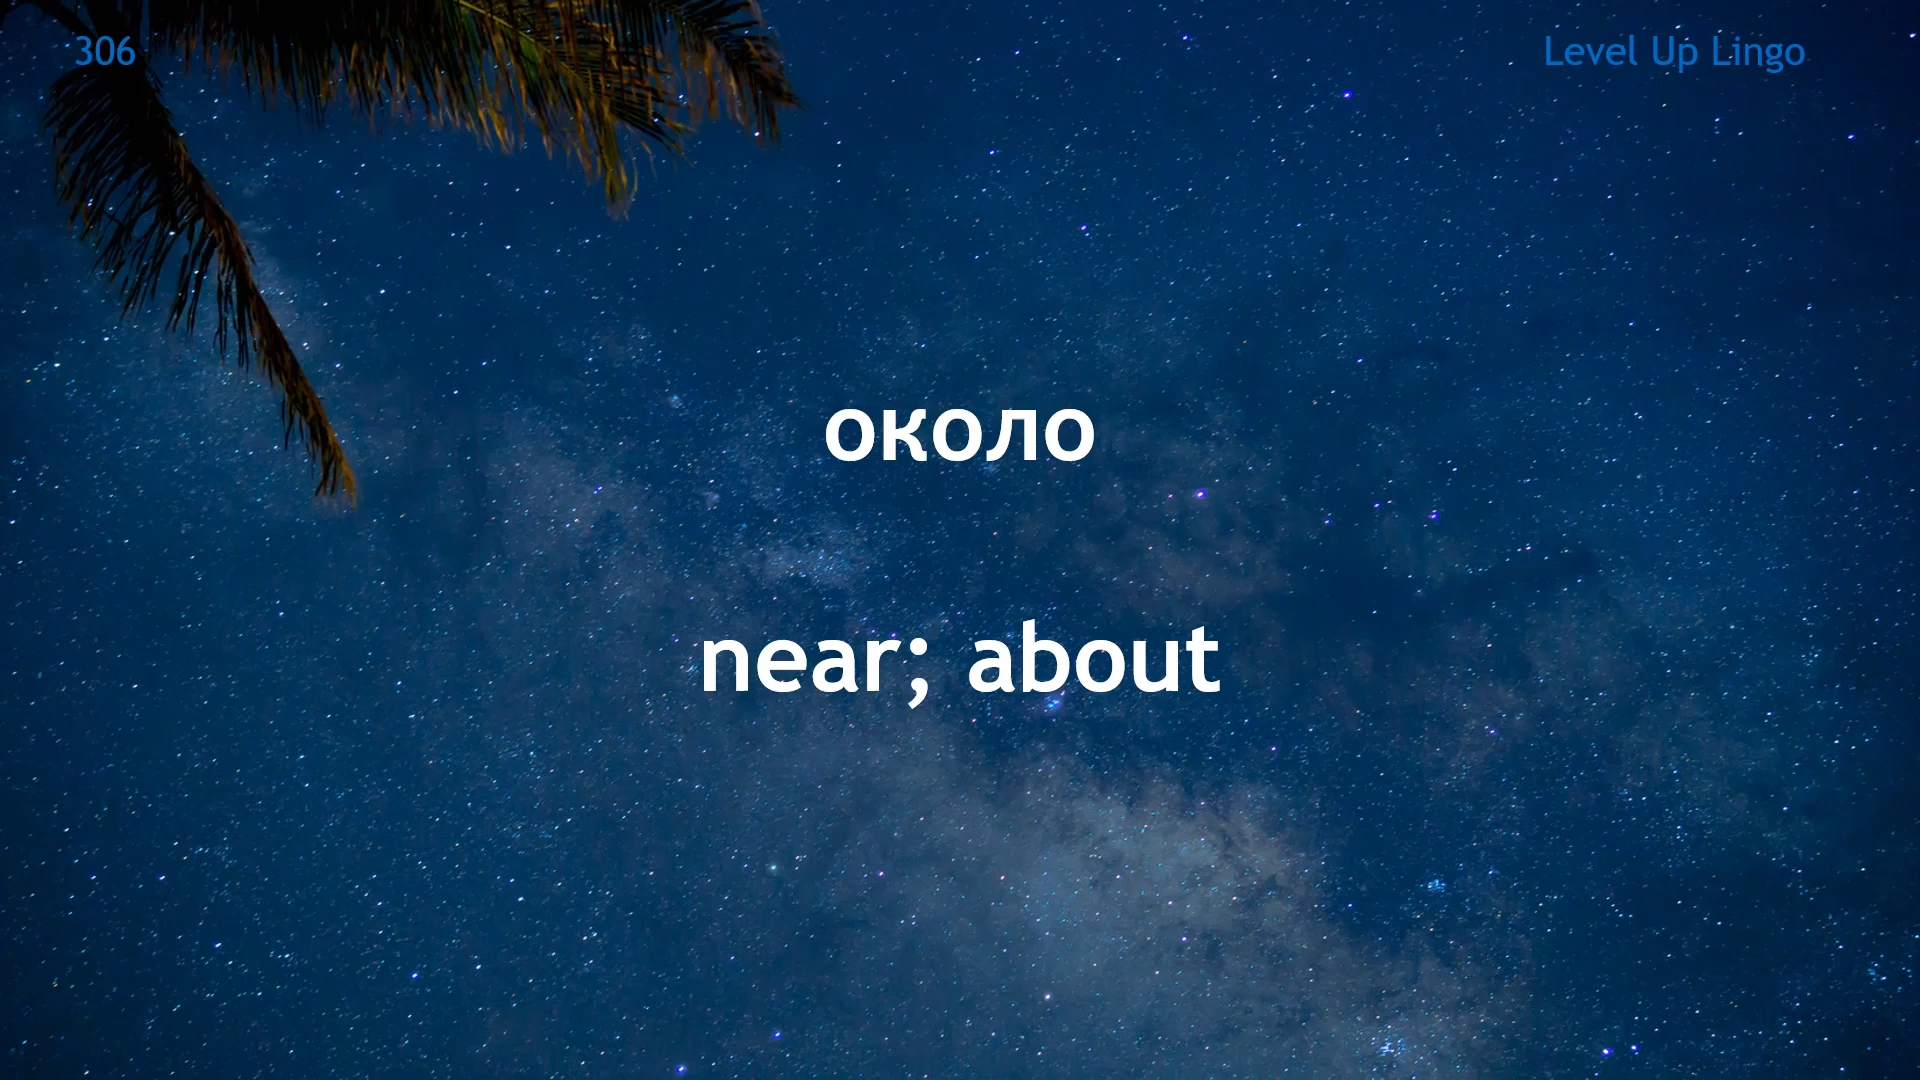 306
Level Up Lingo
около
near; about